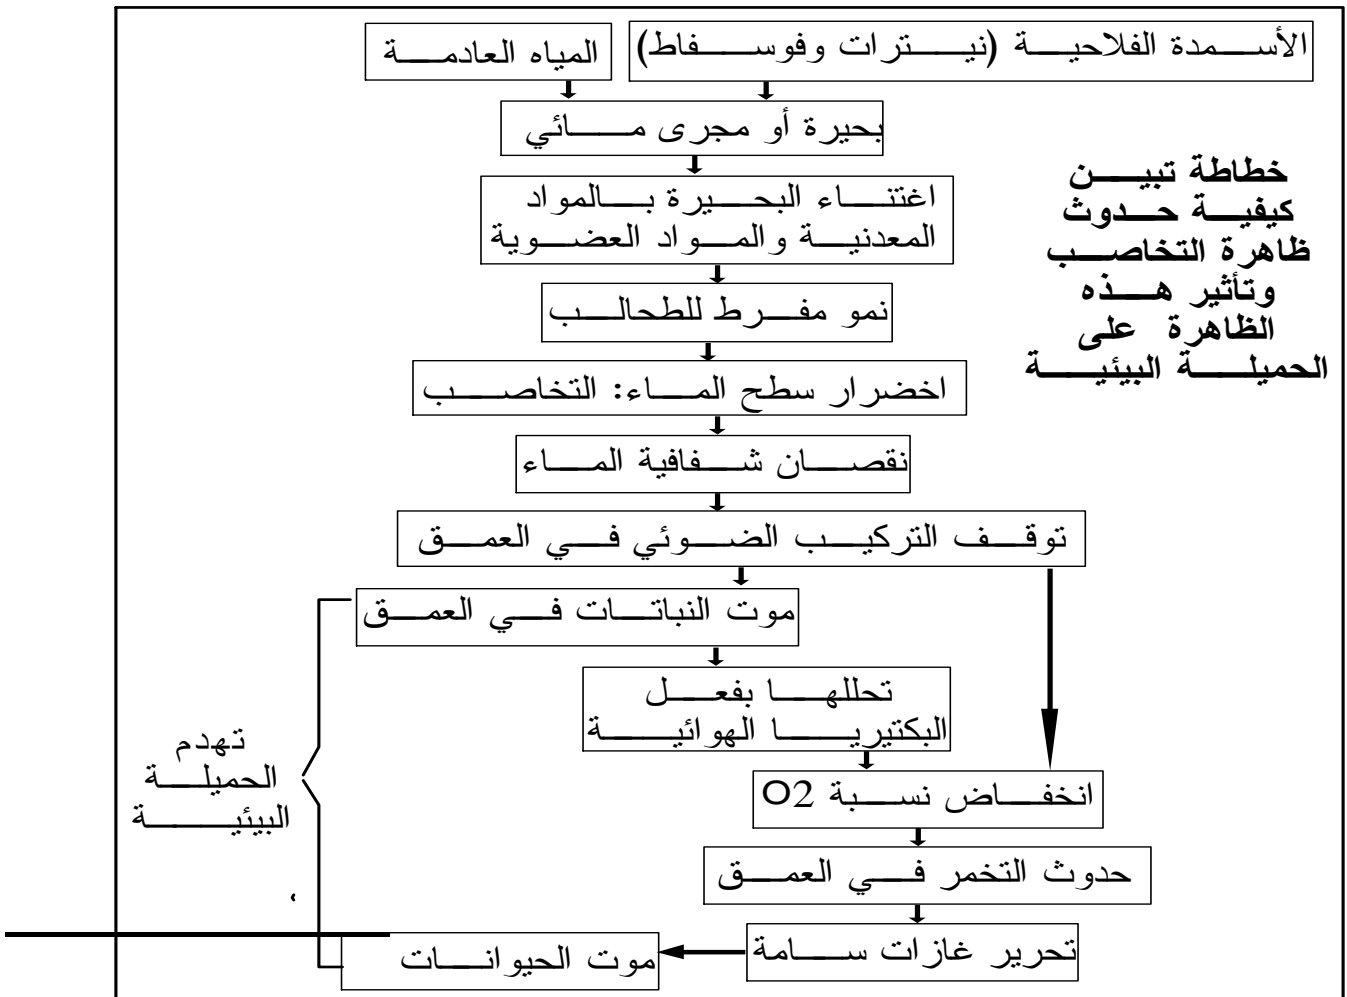 الأسمدة الفلاحية (نيترات وفوسفاط)
المياه العادمة
بحيرة أو مجرى مائي
خطاطة تبين
كيفية حدوث
ظاهرة التخاصب
وتأثير هذه
الظاهرة على
الحميلة البيئية
اغتناء البحيرة بالمواد
المعدنية والمواد العضوية
نمو مفرط للطحالب
اخضرار سطح الماء: التخاصب
نقصان شفافية الماء
توقف التركيب الضوئي في العمق
موت النباتات في العمق
تحللها بفعل
البكتيريا الهوائية
انخفاض نسبة O2
حدوث التخمر في العمق
تحرير غازات سامة
موت الحيوانات
تهدم
الحميلة
البيئية
،